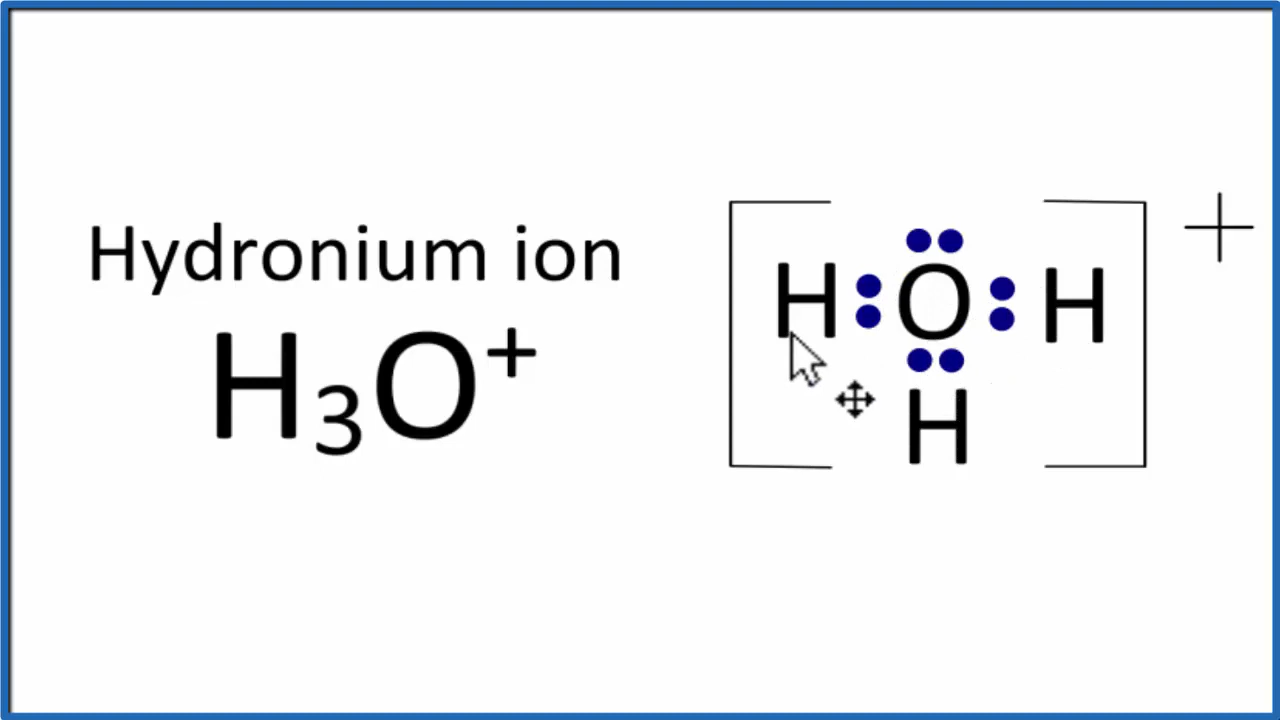 Hydronium ion
H₃O⁺
+
H O H
H